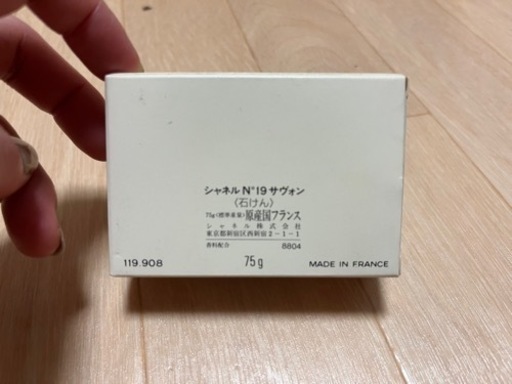 シャネル N°19 サヴォン
(石けん)
75g〈標準重量〉原産国フランス
シャネル株式会社
東京都新宿区西新宿2-1-1
香料配合 8804
119.908 75g MADE IN FRANCE